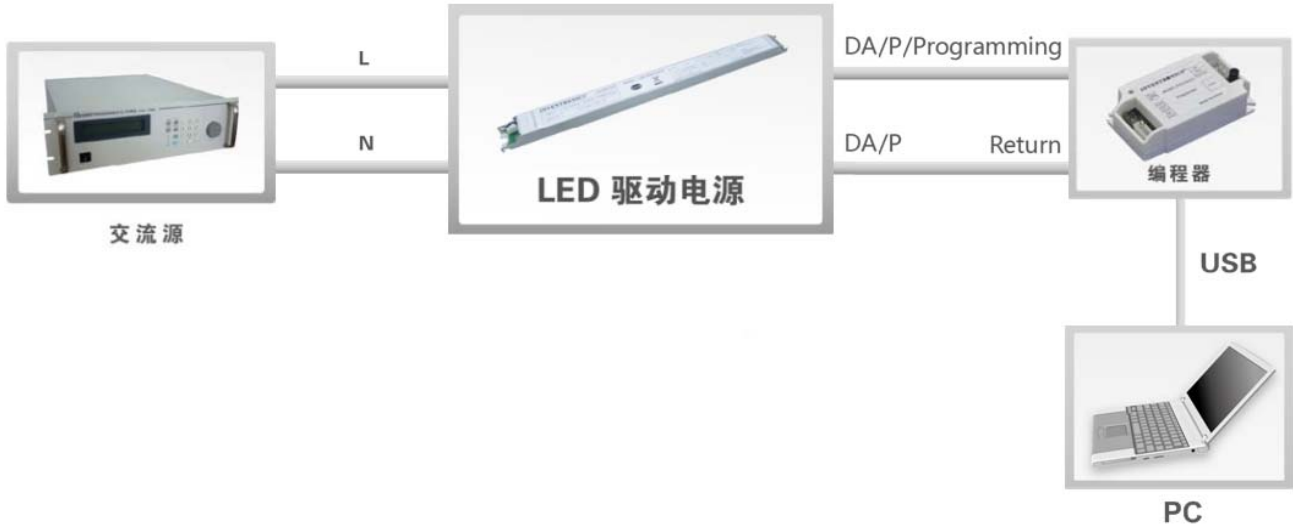 L
N
交流源
LED 驱动电源
DA/P/Programming
DA/P Return
编程器
USB
PC